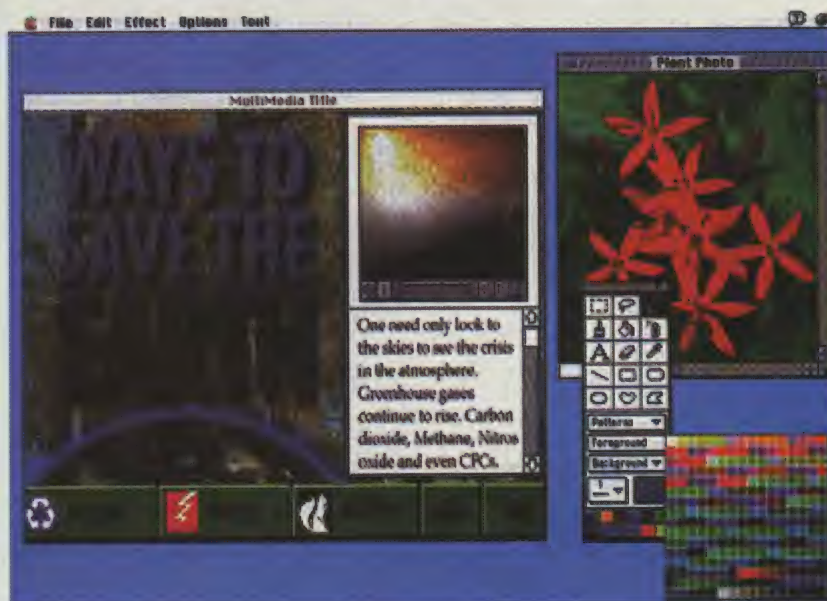 File Edit Effect Options Text
MultiMedia Title
WAYS TO
SAVE THE
One need only look to
the skies to see the crisis
in the atmosphere.
Greenhouse gases
continue to rise. Carbon
dioxide, Methane, Nitros
oxide and even CFCs.
Plant Photo
A
Patterns
Foreground
Background